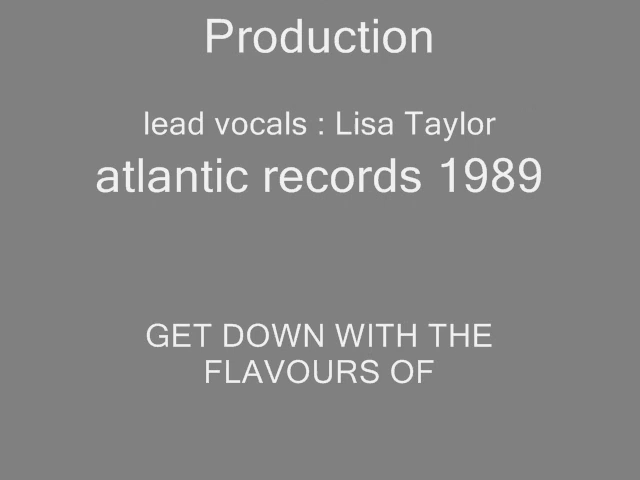 Production
lead vocals : Lisa Taylor
atlantic records 1989
GET DOWN WITH THE
FLAVOURS OF